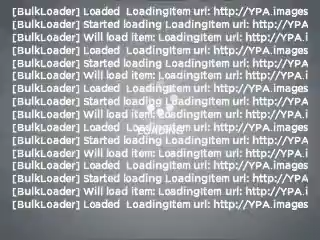 [BulkLoader] Loaded LoadingItem url: http://YPA.images
[BulkLoader] Started loading LoadingItem url: http://YPA
[BulkLoader] Will load item: LoadingItem url: http://YPA.i
[BulkLoader] Loaded LoadingItem url: http://YPA.images
[BulkLoader] Started loading LoadingItem url: http://YPA
[BulkLoader] Will load item: LoadingItem url: http://YPA.i
[BulkLoader] Loaded LoadingItem url: http://YPA.images
[BulkLoader] Started loading LoadingItem url: http://YPA
[BulkLoader] Will load item: LoadingItem url: http://YPA.i
[BulkLoader] Loaded LoadingItem url: http://YPA.images
LOADING
[BulkLoader] Started loading LoadingItem url: http://YPA
[BulkLoader] Will load item: LoadingItem url: http://YPA.i
[BulkLoader] Loaded LoadingItem url: http://YPA.images
[BulkLoader] Started loading LoadingItem url: http://YPA
[BulkLoader] Will load item: LoadingItem url: http://YPA.i
[BulkLoader] Loaded LoadingItem url: http://YPA.images